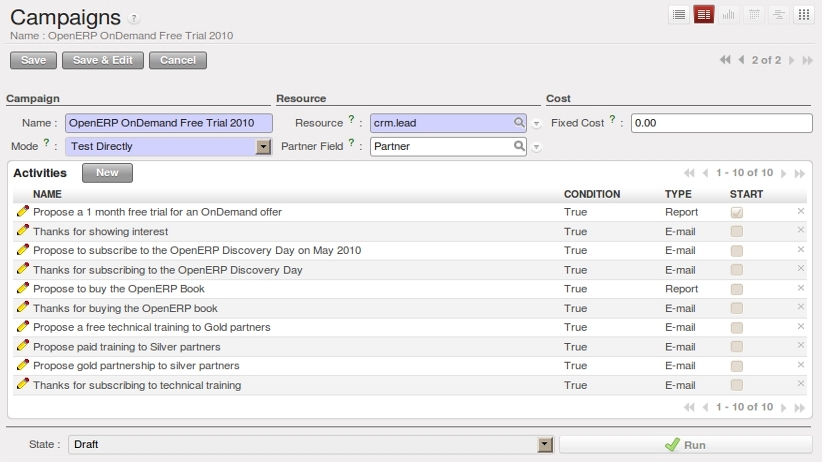 Campaigns ?
Name : OpenERP OnDemand Free Trial 2010
Save Save & Edit Cancel 2 of 2
Campaign Resource Cost
Name : OpenERP OnDemand Free Trial 2010 Resource ? : crm.lead Fixed Cost : 0.00
Mode ? : Test Directly Partner Field ? : Partner
Activities New 1 - 10 of 10
NAME CONDITION TYPE START
Propose a 1 month free trial for an OnDemand offer True Report
Thanks for showing interest True E-mail
Propose to subscribe to the OpenERP Discovery Day on May 2010 True E-mail
Thanks for subscribing to the OpenERP Discovery Day True E-mail
Propose to buy the OpenERP Book True Report
Thanks for buying the OpenERP book True E-mail
Propose a free technical training to Gold partners True E-mail
Propose paid training to Silver partners True E-mail
Propose gold partnership to silver partners True E-mail
Thanks for subscribing to technical training True E-mail
1 - 10 of 10
State : Draft Run